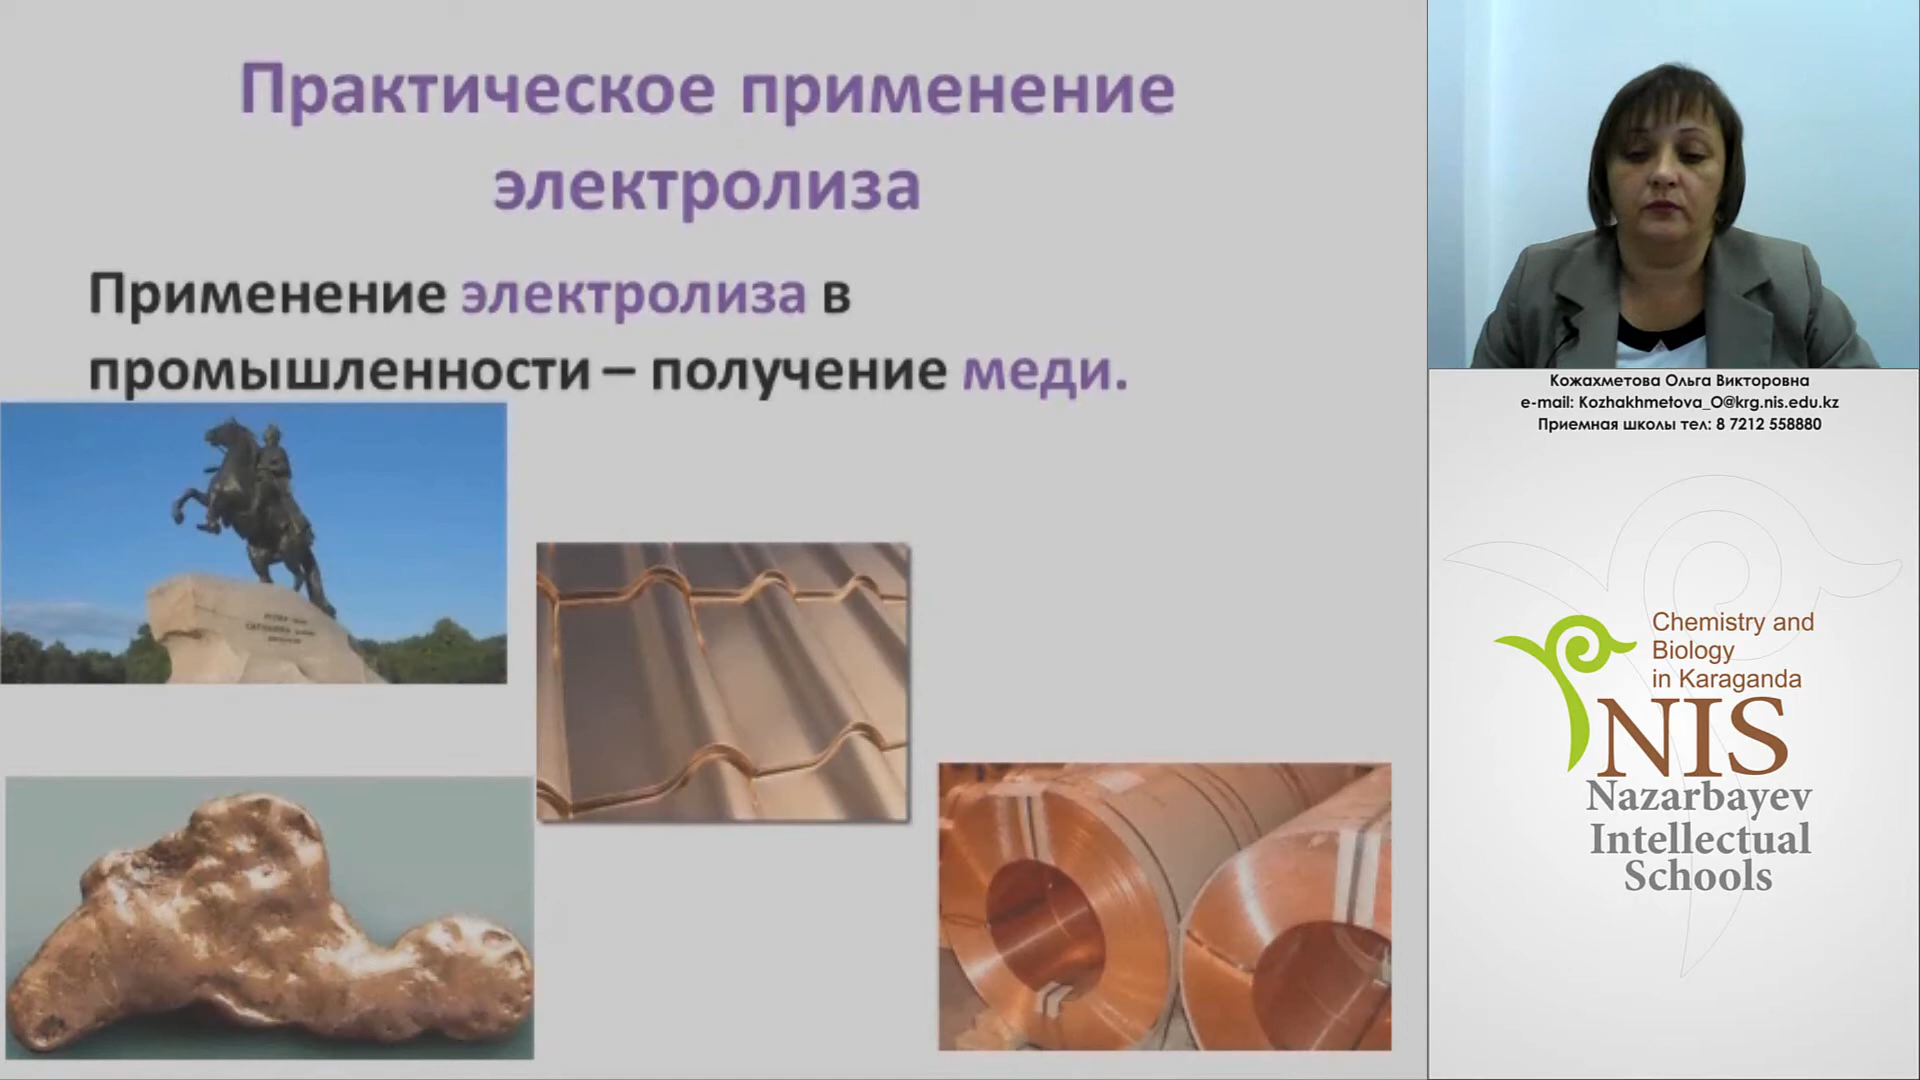 Практическое применение
электролиза
Применение электролиза в
промышленности – получение меди.
Кожахметова Ольга Викторовна
e-mail: Kozhakhmetova_O@krg.nis.edu.kz
Приемная школы тел: 8 7212 558880
Chemistry and
Biology
in Karaganda
NIS
Nazarbayev
Intellectual
Schools